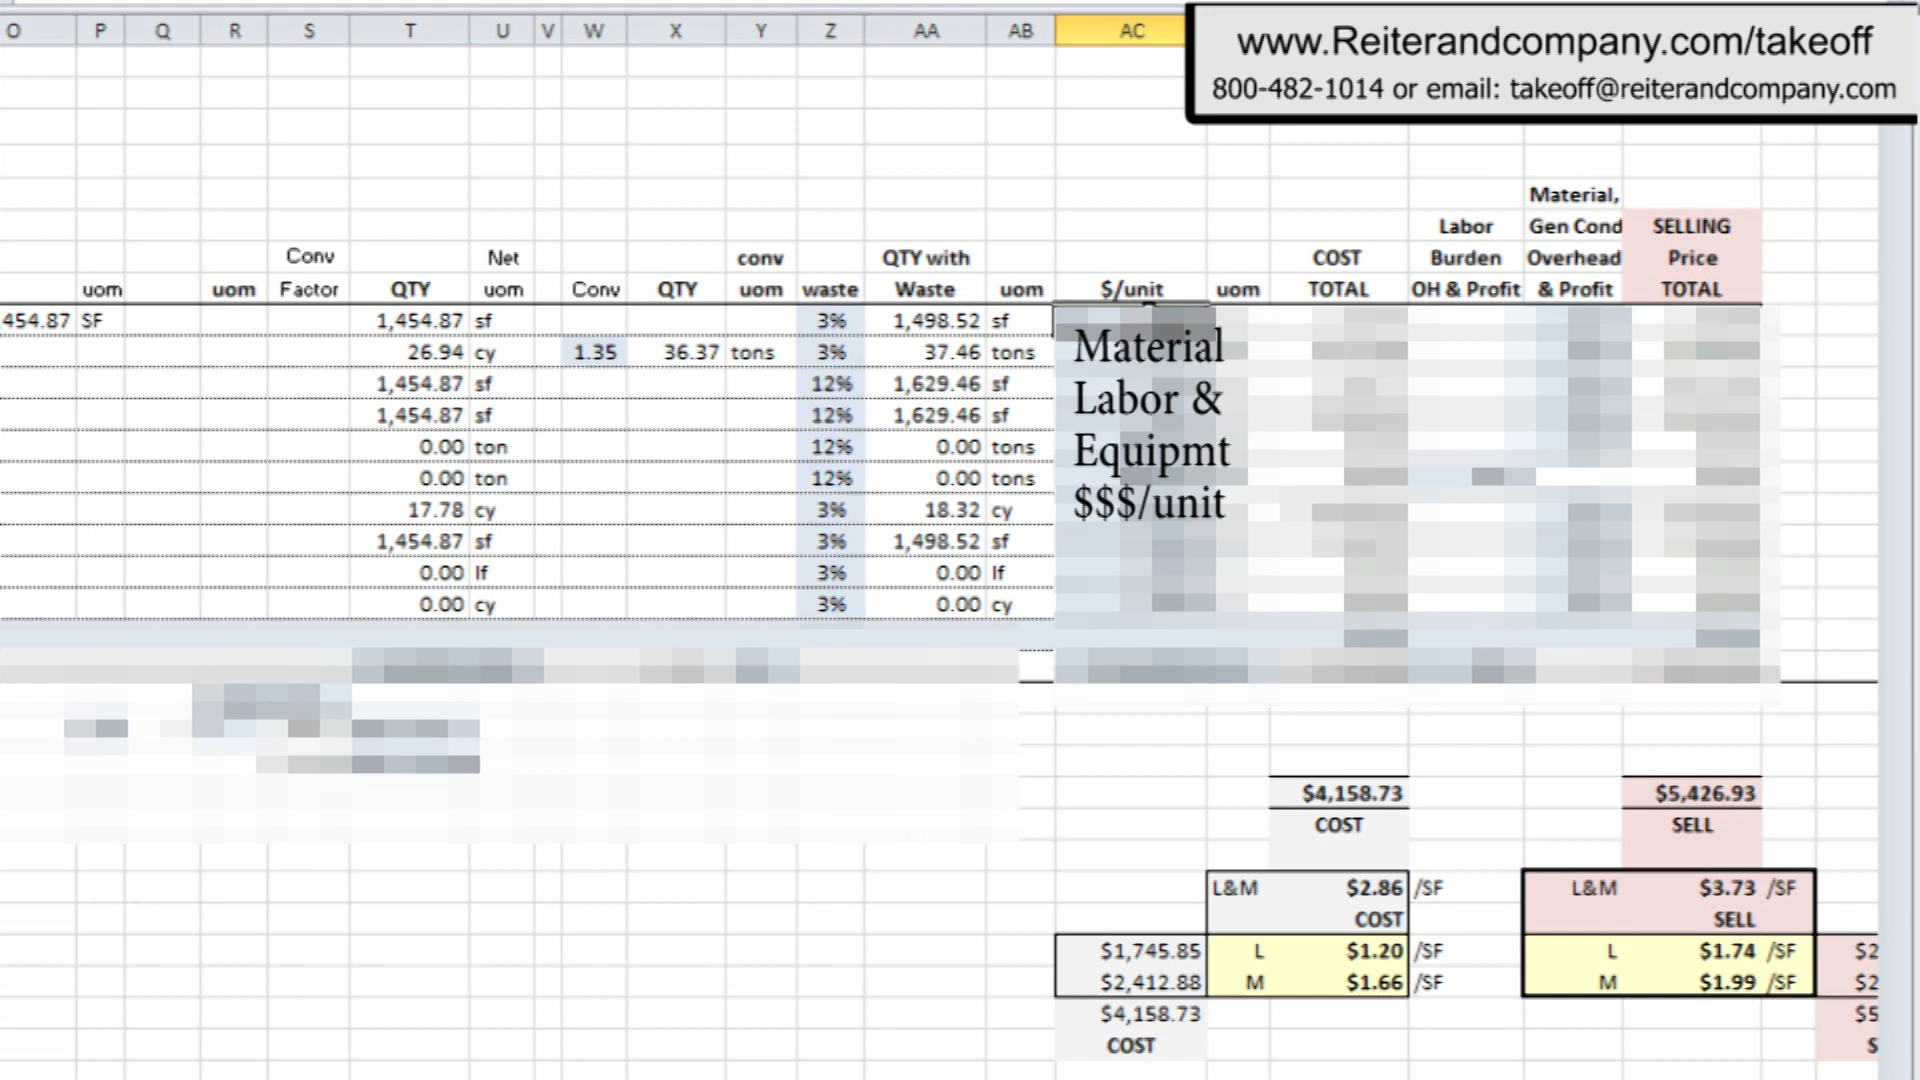 www.Reiterandcompany.com/takeoff
800-482-1014 or email: takeoff@reiterandcompany.com
O P Q R S T U V W X Y Z AA AB AC
Material,
Labor Gen Cond SELLING
Conv Net conv QTY with COST Burden Overhead Price
uom uom Factor QTY uom Conv QTY uom waste Waste uom $/unit uom TOTAL OH & Profit & Profit TOTAL
454.87 SF 1,454.87 sf 3% 1,498.52 sf
26.94 cy 1.35 36.37 tons 3% 37.46 tons
1,454.87 sf 12% 1,629.46 sf
1,454.87 sf 12% 1,629.46 sf
0.00 ton 12% 0.00 tons
0.00 ton 12% 0.00 tons
17.78 cy 3% 18.32 cy
1,454.87 sf 3% 1,498.52 sf
0.00 lf 3% 0.00 lf
0.00 cy 3% 0.00 cy
Material
Labor &
Equipmt
$$$/unit
$4,158.73 $5,426.93
COST SELL
L&M $2.86 /SF L&M $3.73 /SF
COST SELL
$1,745.85 L $1.20 /SF L $1.74 /SF $2
$2,412.88 M $1.66 /SF M $1.99 /SF $2
$4,158.73 $5
COST S